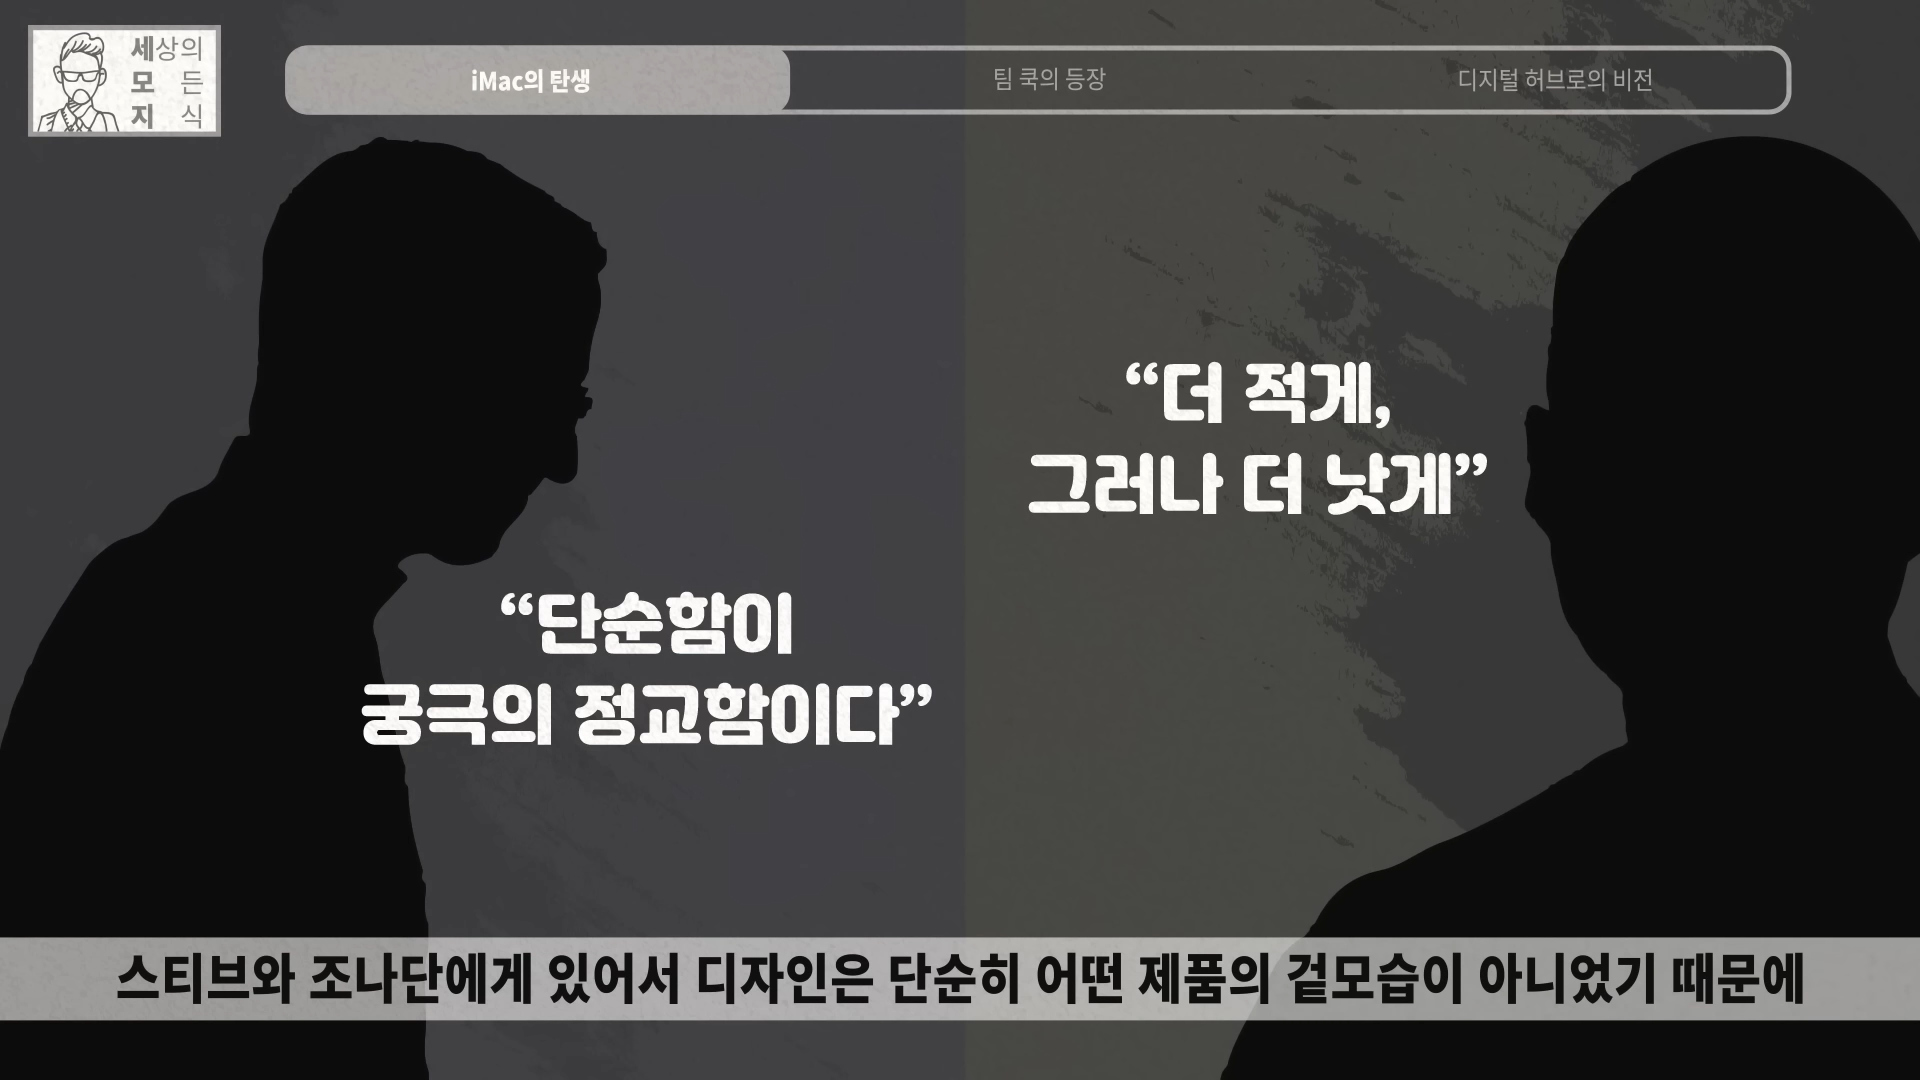 세상의
모든
지식
iMac의 탄생
팀 쿡의 등장
디지털 허브로의 비전
“더 적게,
그러나 더 낫게”
“단순함이
궁극의 정교함이다”
스티브와 조나단에게 있어서 디자인은 단순히 어떤 제품의 겉모습이 아니었기 때문에